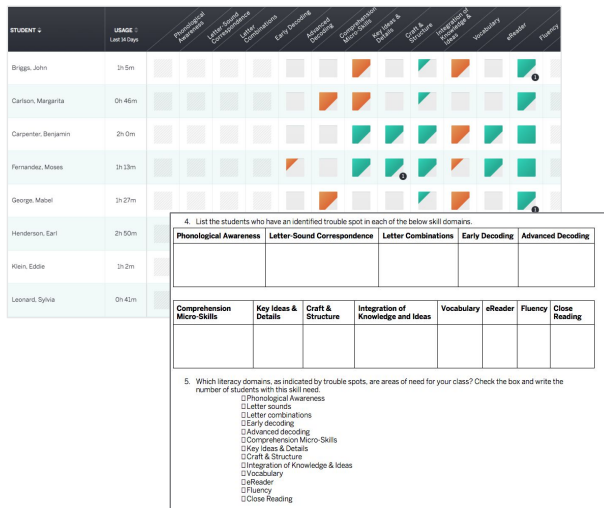 STUDENT
USAGE
Last 14 Days
Phonological Awareness
Letter-Sound Correspondence
Letter Combinations
Early Decoding
Advanced Decoding
Comprehension Micro-Skills
Key Ideas & Details
Craft & Structure
Integration of Knowledge & Ideas
Vocabulary
eReader
Fluency
Briggs, John 1h 5m
1
Carlson, Margarita 0h 46m
Carpenter, Benjamin 2h 0m
Fernandez, Moses 1h 13m
1
George, Mabel 1h 27m
1
Henderson, Earl 2h 50m
Klein, Eddie 1h 2m
Leonard, Sylvia 0h 41m
4. List the students who have an identified trouble spot in each of the below skill domains.
Phonological Awareness Letter-Sound Correspondence Letter Combinations Early Decoding Advanced Decoding
Comprehension Micro-Skills Key Ideas & Details Craft & Structure Integration of Knowledge and Ideas Vocabulary eReader Fluency Close Reading
5. Which literacy domains, as indicated by trouble spots, are areas of need for your class? Check the box and write the
number of students with this skill need.
□ Phonological Awareness
□ Letter sounds
□ Letter combinations
□ Early decoding
□ Advanced decoding
□ Comprehension Micro-Skills
□ Key Ideas & Details
□ Craft & Structure
□ Integration of Knowledge & Ideas
□ Vocabulary
□ eReader
□ Fluency
□ Close Reading